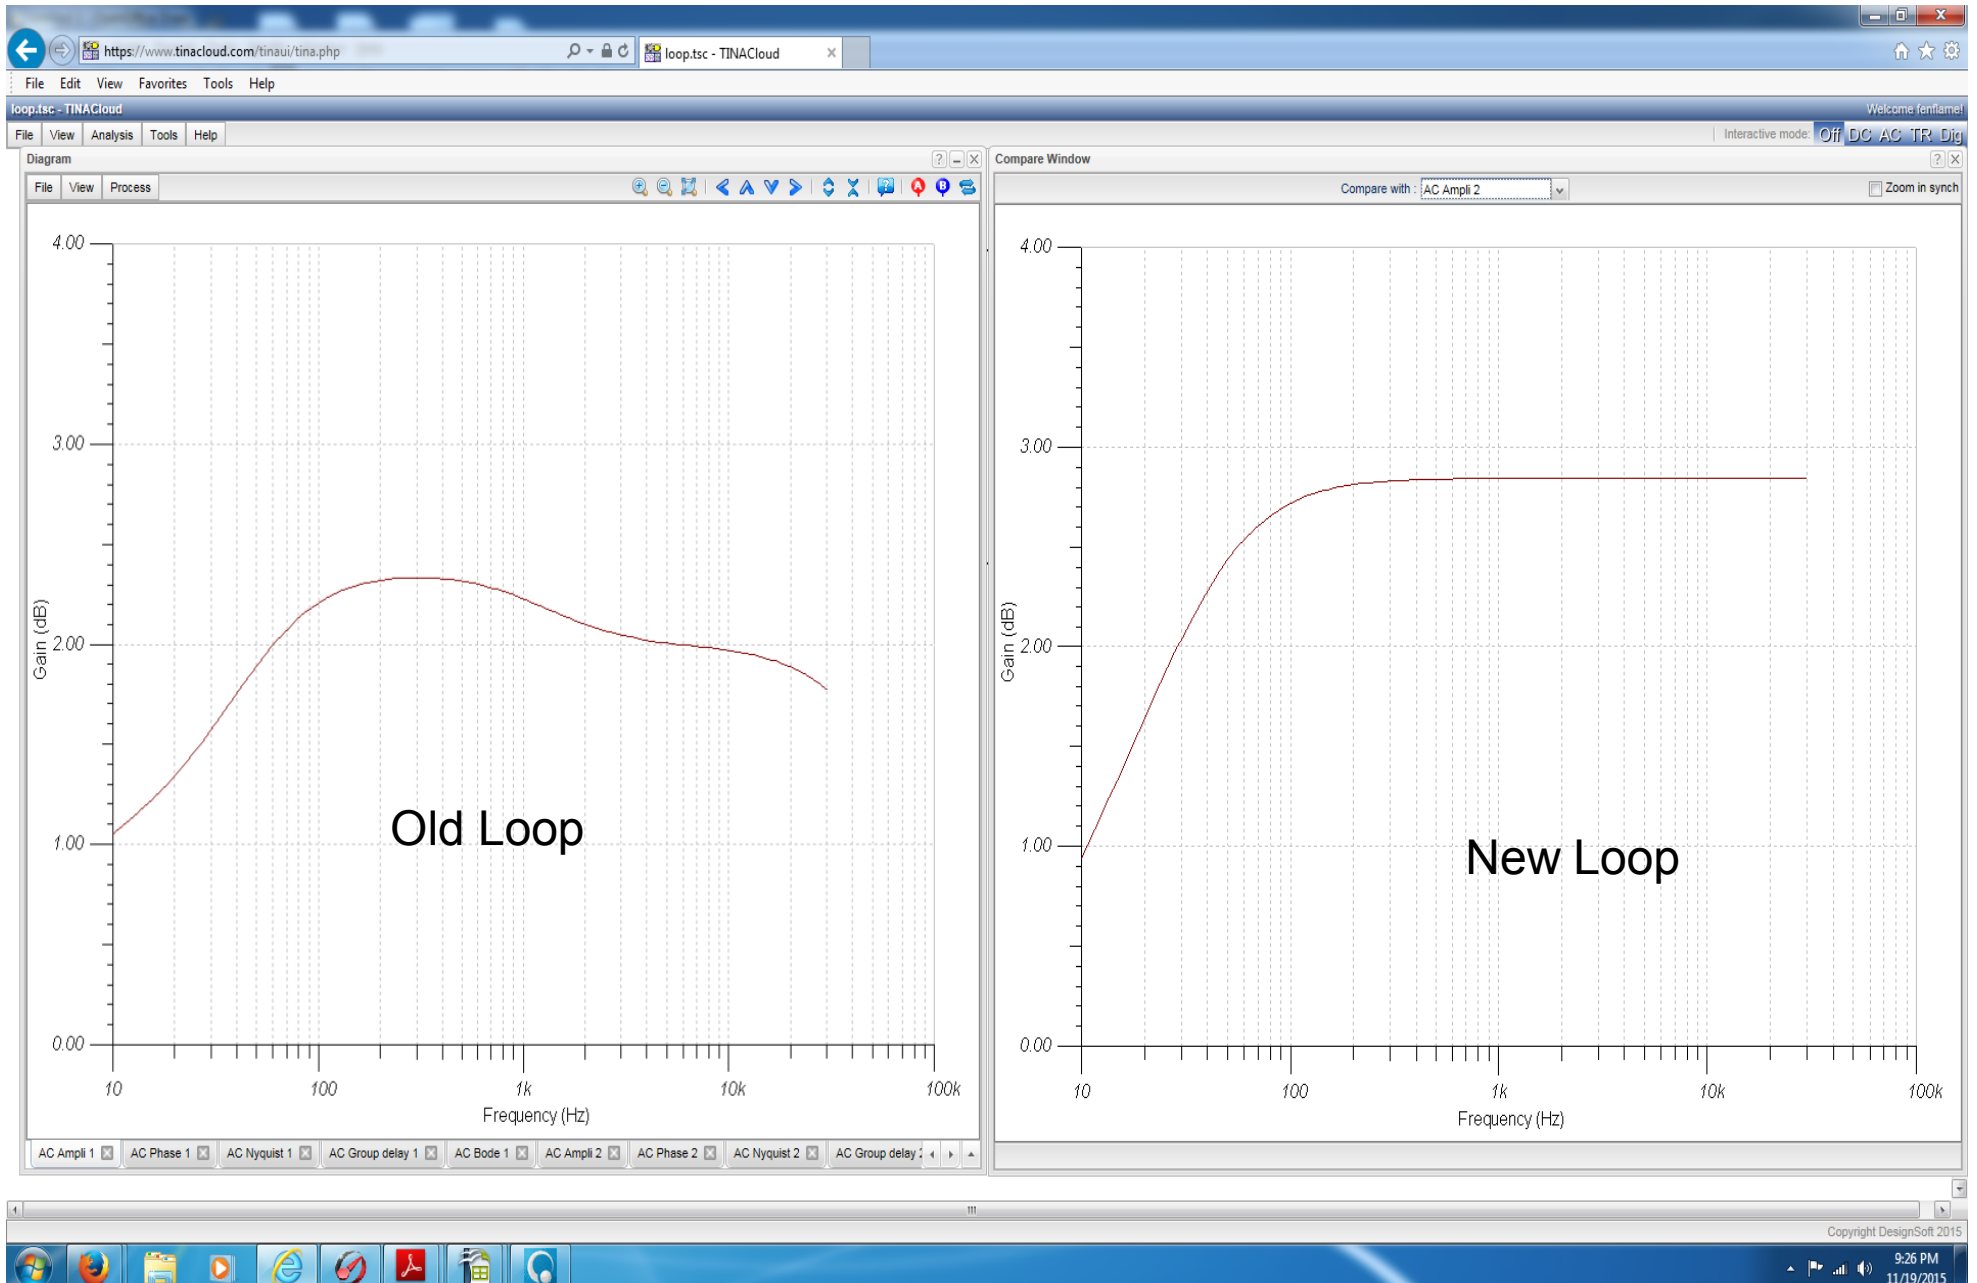 https://www.tinacloud.com/tinaui/tina.php
loop.tsc - TINACloud
File Edit View Favorites Tools Help
loop.tsc - TINACloud
Welcome fenflame!
File View Analysis Tools Help
Interactive mode: Off DC AC TR Dig
Diagram
File View Process
4.00
3.00
2.00
1.00
0.00
Gain (dB)
Old Loop
10 100 1k 10k 100k
Frequency (Hz)
AC Ampli 1 AC Phase 1 AC Nyquist 1 AC Group delay 1 AC Bode 1 AC Ampli 2 AC Phase 2 AC Nyquist 2 AC Group delay 2
Compare Window
Compare with : AC Ampli 2
Zoom in synch
4.00
3.00
2.00
1.00
0.00
Gain (dB)
New Loop
10 100 1k 10k 100k
Frequency (Hz)
Copyright DesignSoft 2015
9:26 PM
11/19/2015